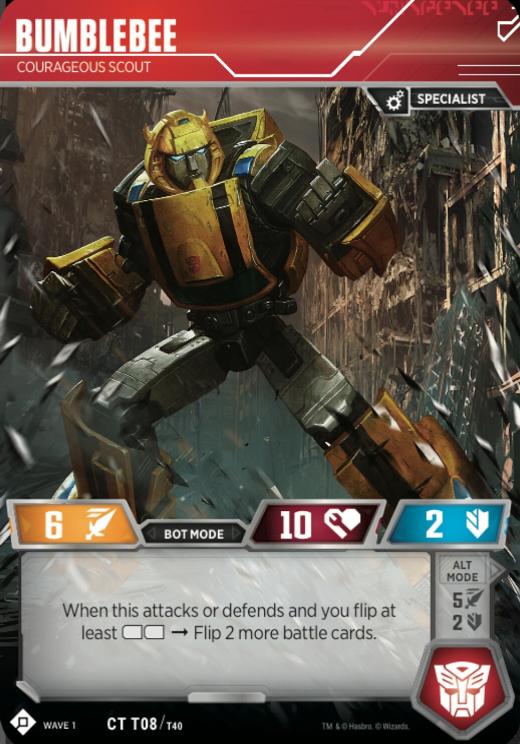 BUMBLEBEE
COURAGEOUS SCOUT
SPECIALIST
6
BOT MODE
10
2
When this attacks or defends and you flip at
least → Flip 2 more battle cards.
ALT
MODE
5
2
WAVE 1
CT T08/T40
TM & © Hasbro. © Wizards.